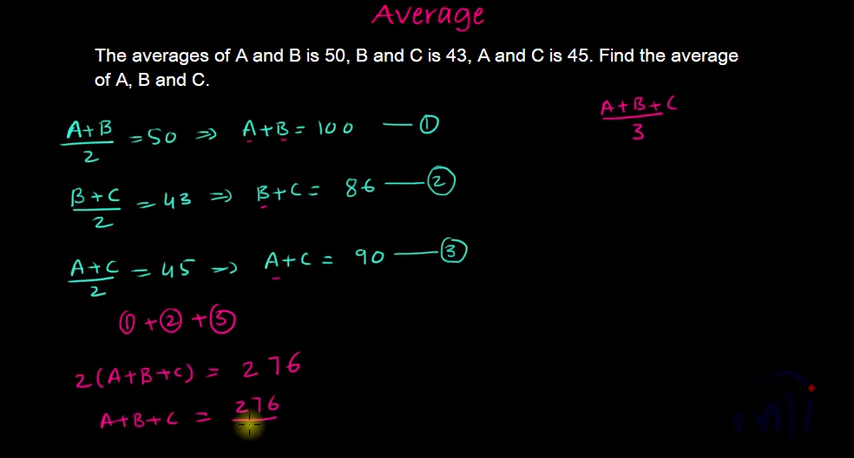 Average
The averages of A and B is 50, B and C is 43, A and C is 45. Find the average
of A, B and C.
A+B/2 = 50 ⇒ A+B = 100 — ①
A+B+C/3
B+C/2 = 43 ⇒ B+C = 86 — ②
A+C/2 = 45 ⇒ A+C = 90 — ③
① + ② + ③
2(A+B+C) = 276
A+B+C = 276